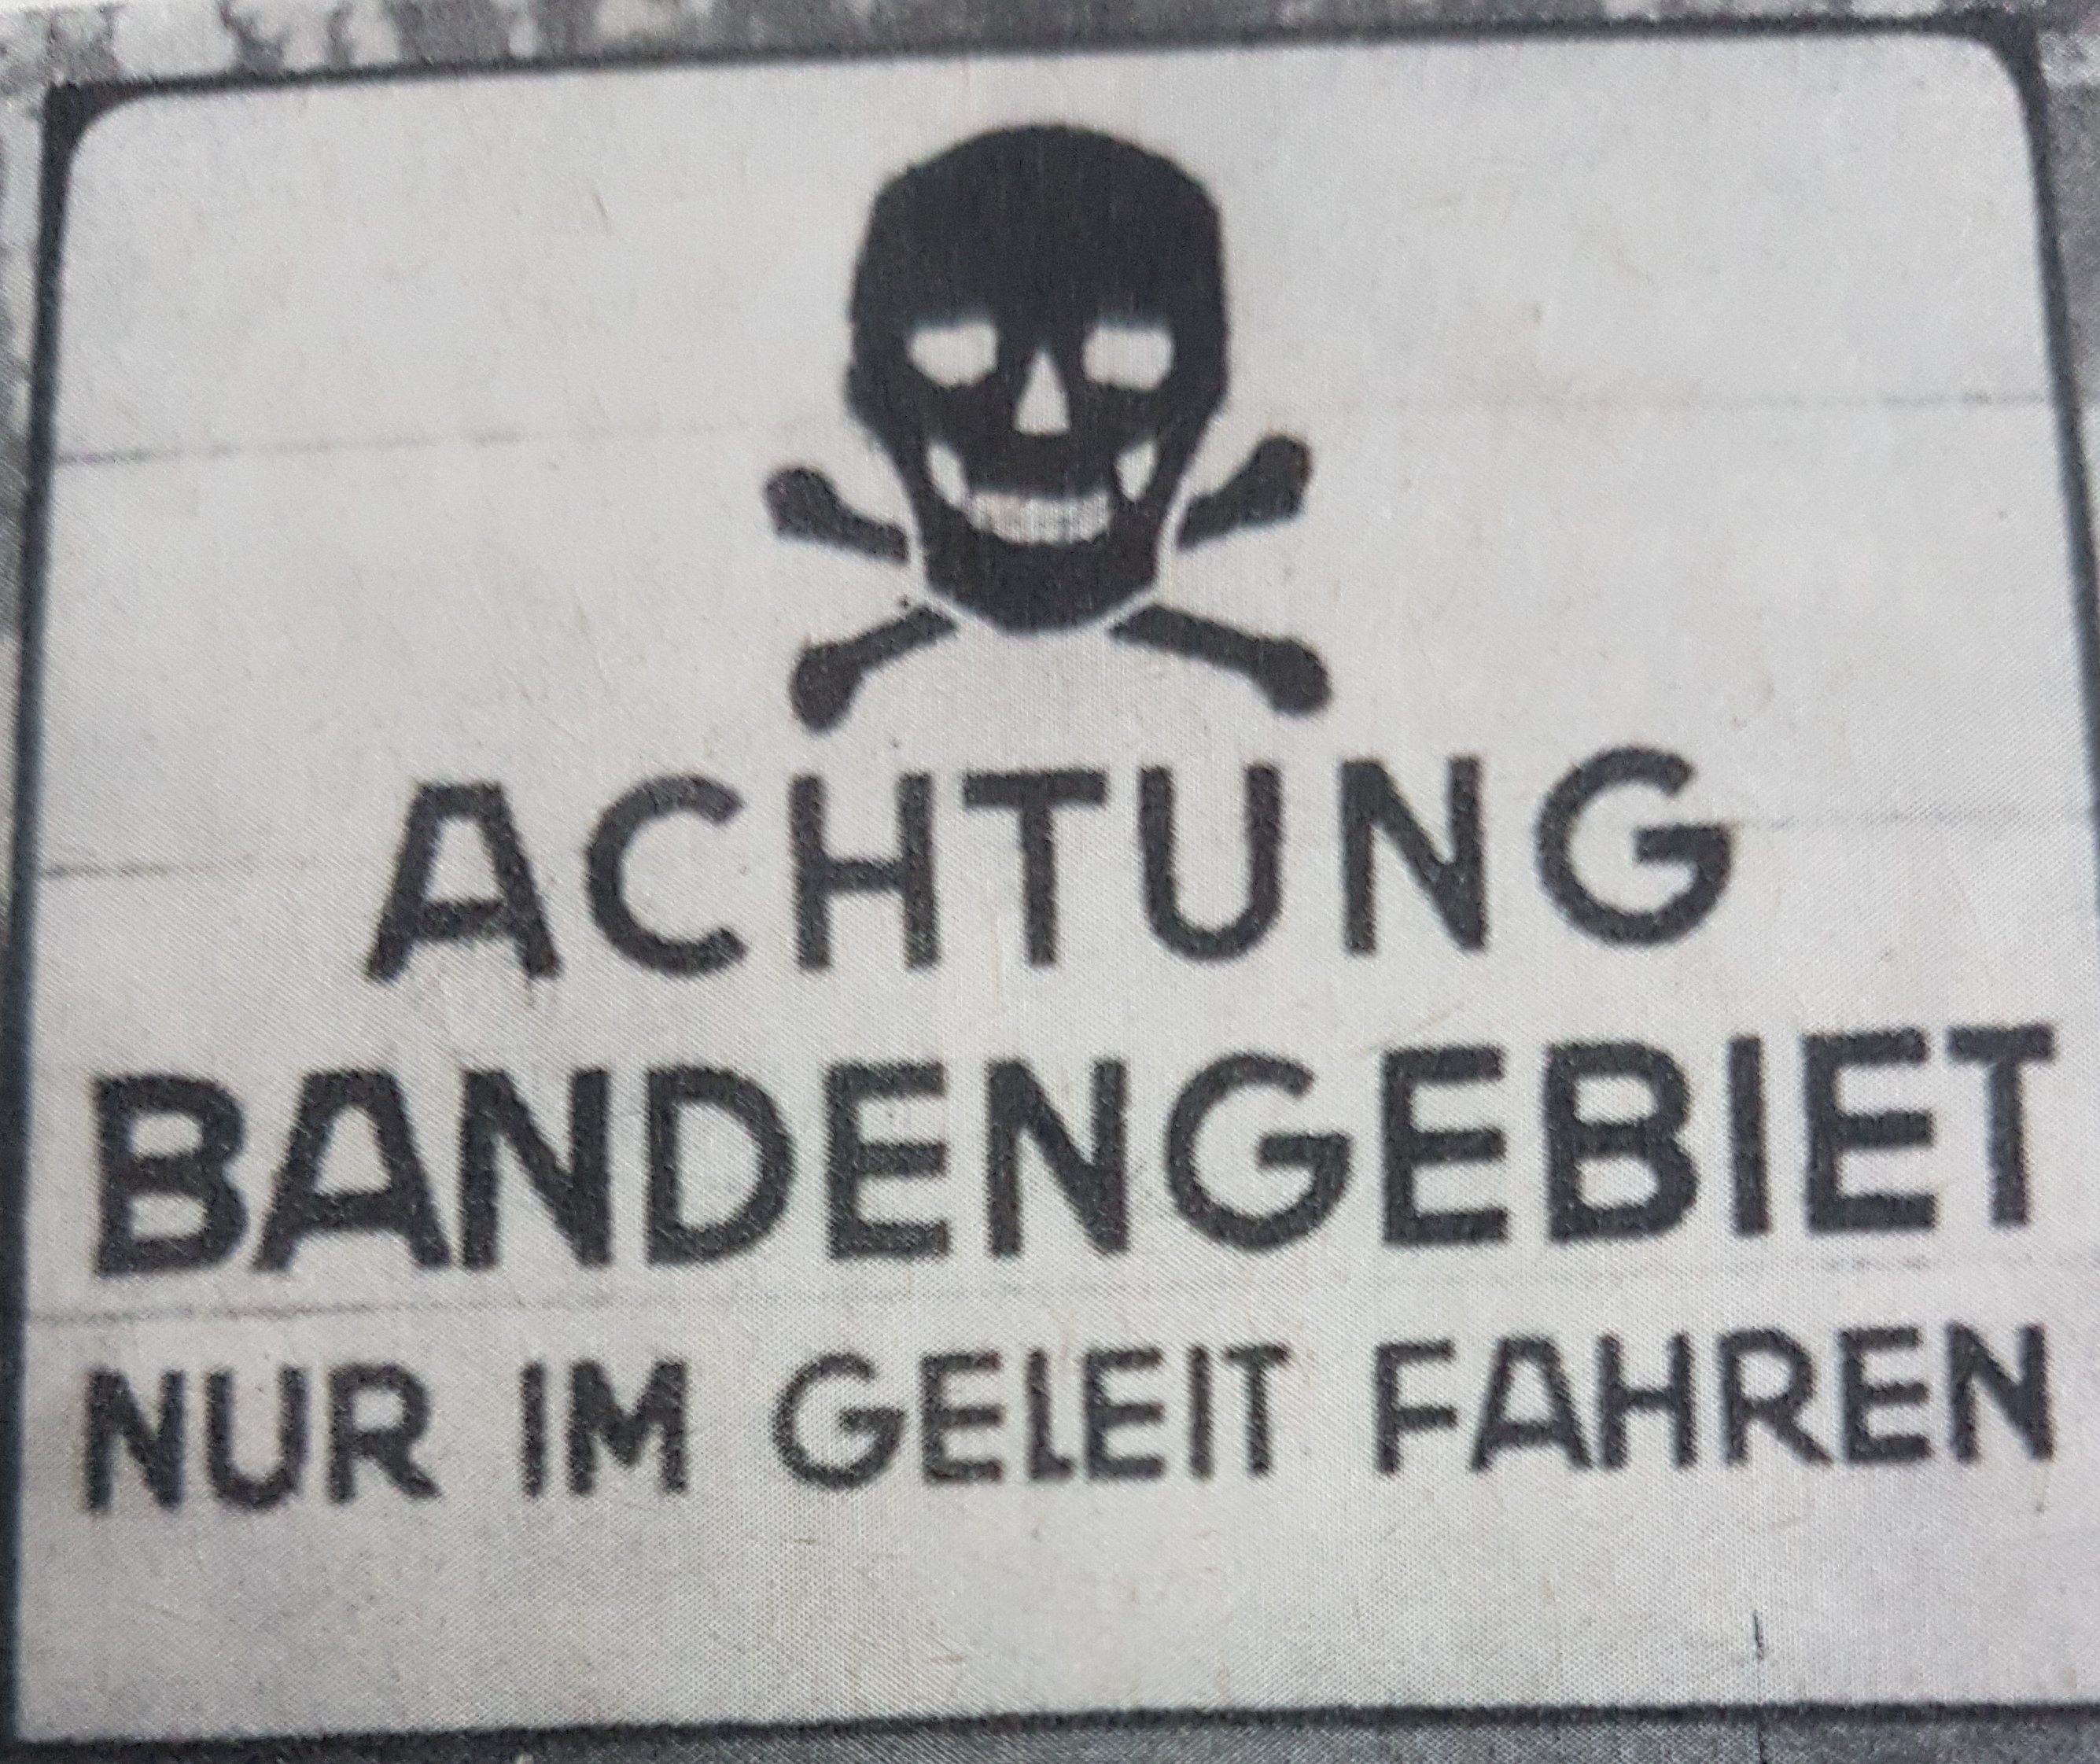 ACHTUNG
BANDENGEBIET
NUR IM GELEIT FAHREN